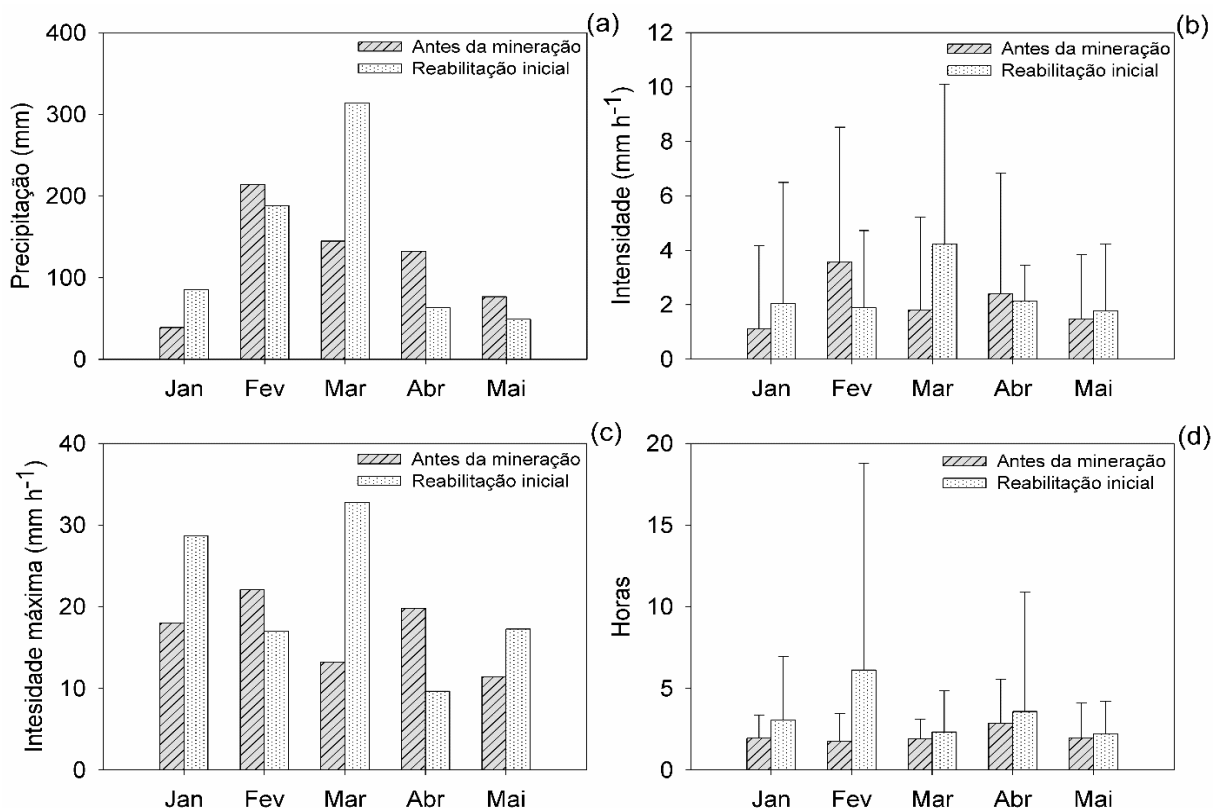 (a)
400
300
200
100
0
Precipitação (mm)
Antes da mineração
Reabilitação inicial
Jan Fev Mar Abr Mai
(b)
12
10
8
6
4
2
0
Intensidade (mm h⁻¹)
Antes da mineração
Reabilitação inicial
Jan Fev Mar Abr Mai
(c)
40
30
20
10
0
Intesidade máxima (mm h⁻¹)
Antes da mineração
Reabilitação inicial
Jan Fev Mar Abr Mai
(d)
20
15
10
5
0
Horas
Antes da mineração
Reabilitação inicial
Jan Fev Mar Abr Mai